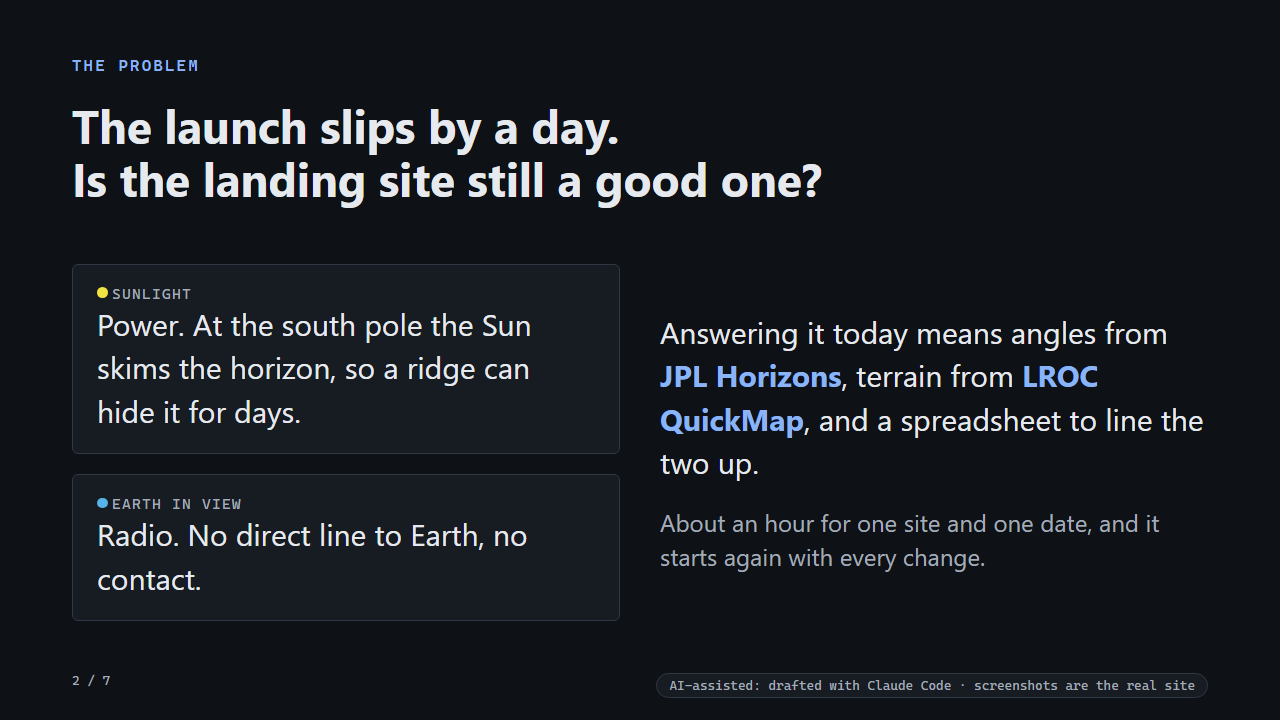 THE PROBLEM
The launch slips by a day.
Is the landing site still a good one?
SUNLIGHT
Power. At the south pole the Sun
skims the horizon, so a ridge can
hide it for days.
EARTH IN VIEW
Radio. No direct line to Earth, no
contact.
Answering it today means angles from
JPL Horizons, terrain from LROC
QuickMap, and a spreadsheet to line the
two up.
About an hour for one site and one date, and it
starts again with every change.
2 / 7
AI-assisted: drafted with Claude Code · screenshots are the real site